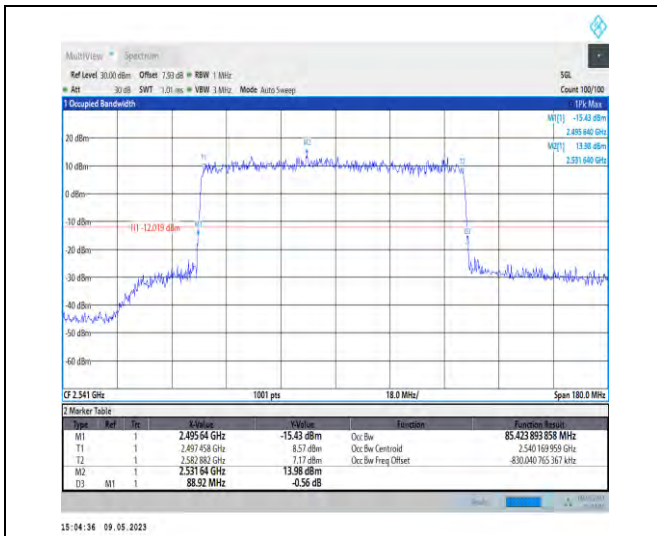 MultiView Spectrum
Ref Level 30.00 dBm Offset 7.93 dB RBW 1 MHz SGL
Att 30 dB SWT 1.01 ms VBW 3 MHz Mode Auto Sweep Count 100/100
1 Occupied Bandwidth 1Pk Max
M1[1] -15.43 dBm
2.495 640 GHz
M2[1] 13.98 dBm
2.531 640 GHz
20 dBm
M2
T1
10 dBm
0 dBm
-10 dBm
H1 -12.019 dBm
M1
-20 dBm
-30 dBm
-40 dBm
-50 dBm
-60 dBm
CF 2.541 GHz 1001 pts 18.0 MHz/ Span 180.0 MHz
2 Marker Table
Type Ref Trc X-Value Y-Value Function Function Result
M1 1 2.495 64 GHz -15.43 dBm Occ Bw 85.423 893 858 MHz
T1 1 2.497 458 GHz 8.57 dBm Occ Bw Centroid 2.540 169 959 GHz
T2 1 2.582 882 GHz 7.17 dBm Occ Bw Freq Offset -830.040 765 367 kHz
M2 1 2.531 64 GHz 13.98 dBm
D3 M1 1 88.92 MHz -0.56 dB
15:04:36 09.05.2023